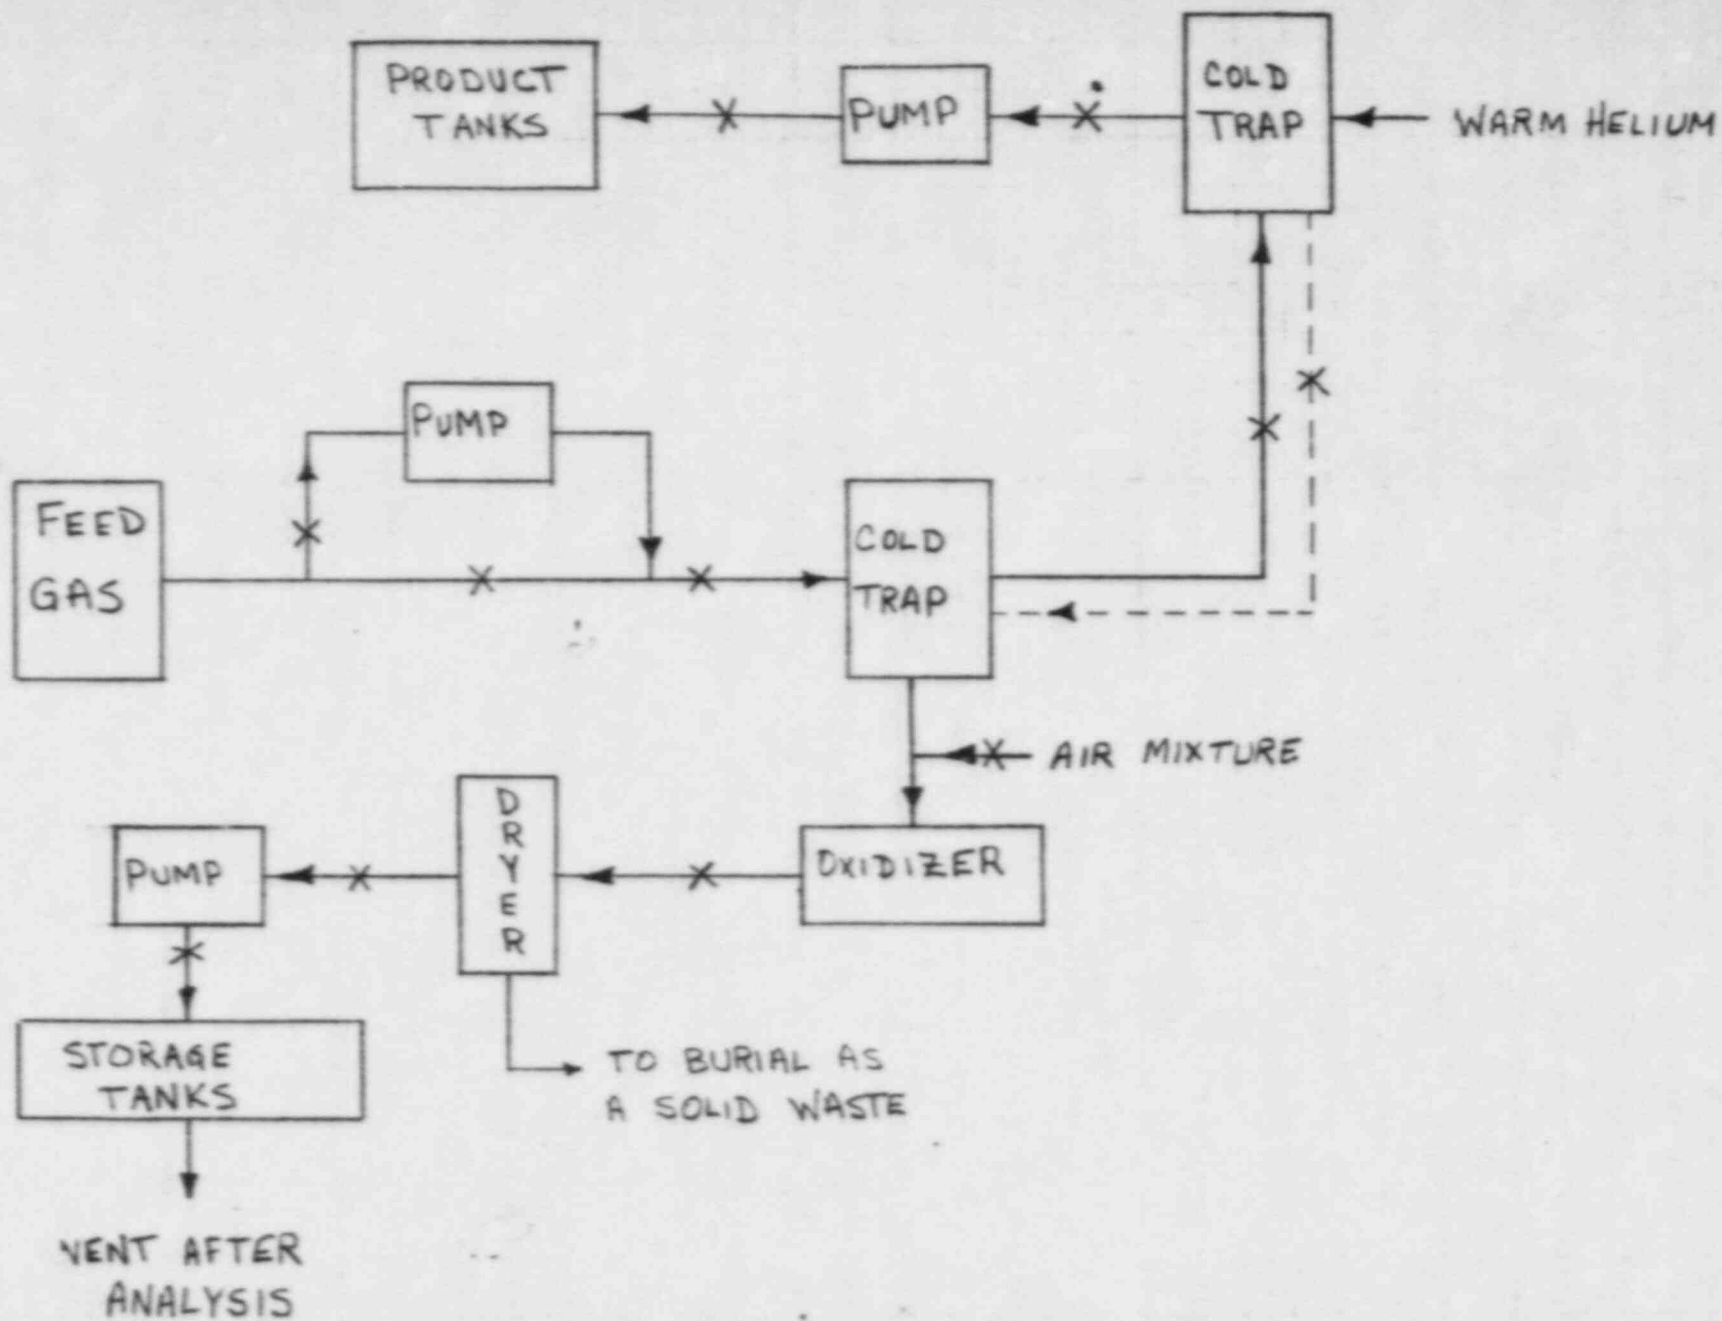 PRODUCT
TANKS
PUMP
COLD
TRAP
WARM HELIUM
PUMP
FEED
GAS
COLD
TRAP
AIR MIXTURE
DRYER
PUMP
OXIDIZER
STORAGE
TANKS
TO BURIAL AS
A SOLID WASTE
VENT AFTER
ANALYSIS